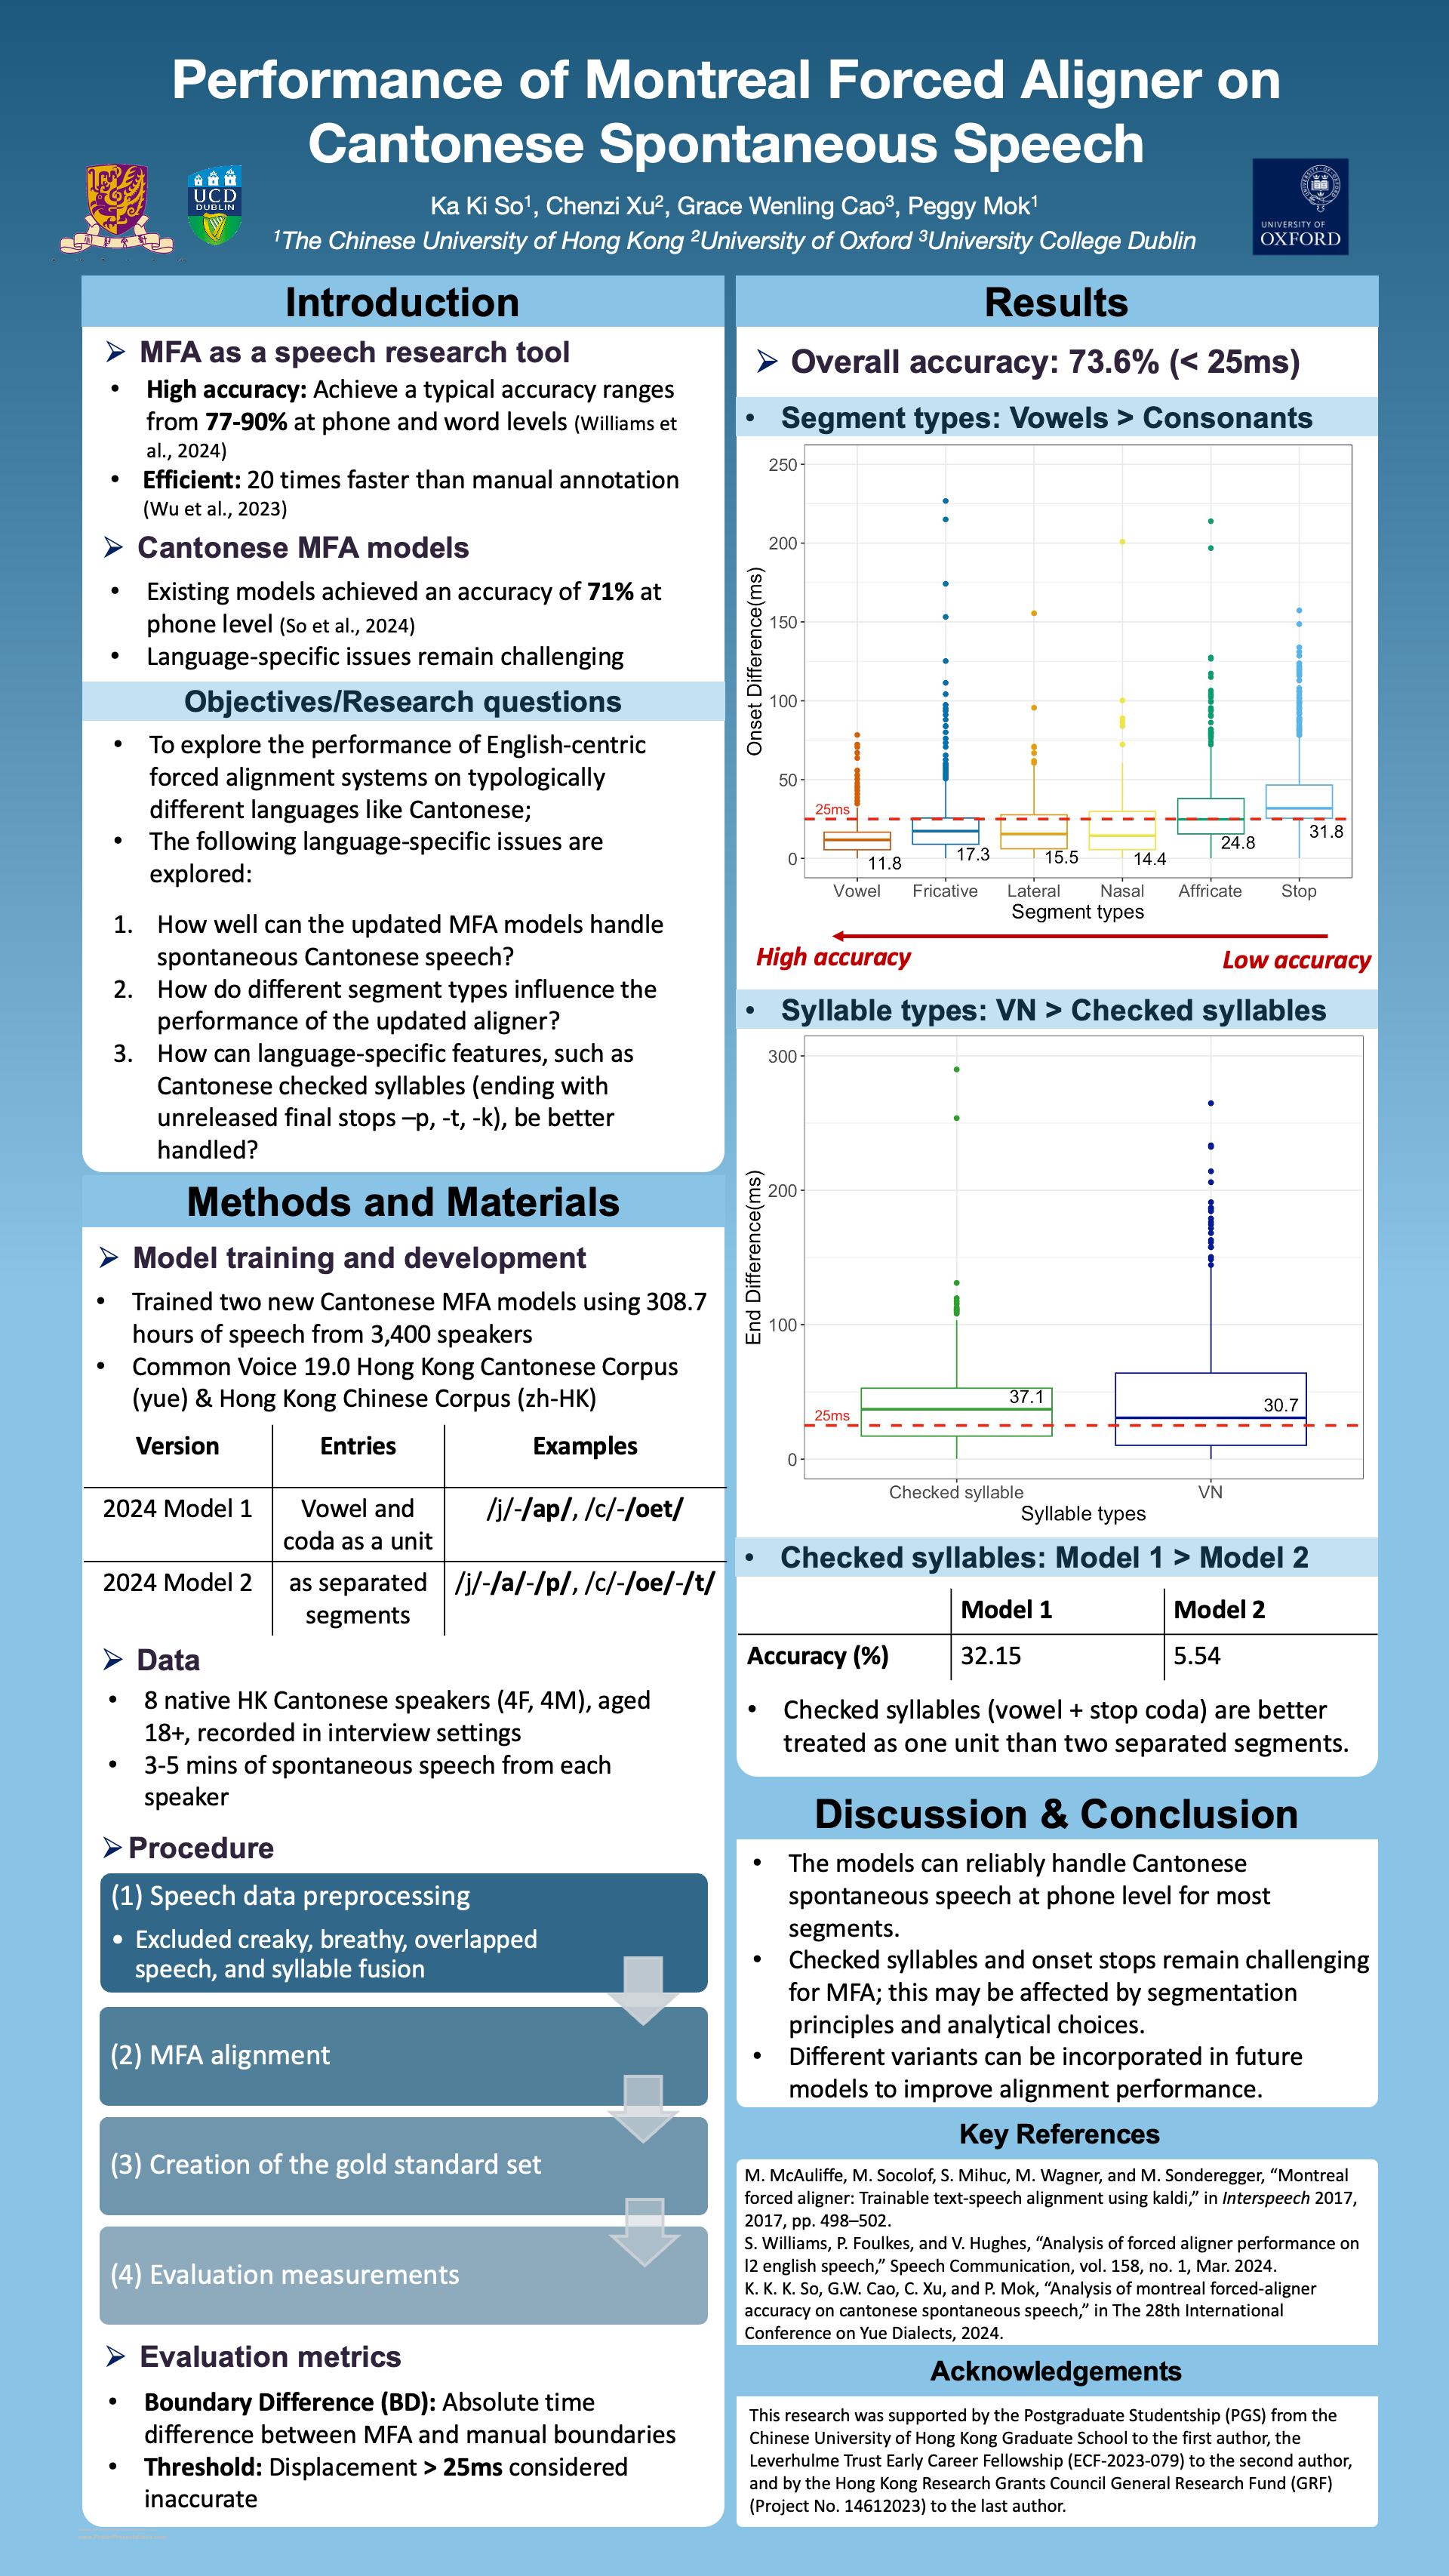 Performance of Montreal Forced Aligner on
Cantonese Spontaneous Speech
UCD
DUBLIN
UNIVERSITY OF
OXFORD
Ka Ki So¹, Chenzi Xu², Grace Wenling Cao³, Peggy Mok¹
¹The Chinese University of Hong Kong ²University of Oxford ³University College Dublin
Introduction
➢ MFA as a speech research tool
• High accuracy: Achieve a typical accuracy ranges
from 77-90% at phone and word levels (Williams et
al., 2024)
• Efficient: 20 times faster than manual annotation
(Wu et al., 2023)
➢ Cantonese MFA models
• Existing models achieved an accuracy of 71% at
phone level (So et al., 2024)
• Language-specific issues remain challenging
Objectives/Research questions
• To explore the performance of English-centric
forced alignment systems on typologically
different languages like Cantonese;
• The following language-specific issues are
explored:
1. How well can the updated MFA models handle
spontaneous Cantonese speech?
2. How do different segment types influence the
performance of the updated aligner?
3. How can language-specific features, such as
Cantonese checked syllables (ending with
unreleased final stops –p, -t, -k), be better
handled?
Methods and Materials
➢ Model training and development
• Trained two new Cantonese MFA models using 308.7
hours of speech from 3,400 speakers
• Common Voice 19.0 Hong Kong Cantonese Corpus
(yue) & Hong Kong Chinese Corpus (zh-HK)
Version Entries Examples
2024 Model 1 Vowel and /j/-/ap/, /c/-/oet/
coda as a unit
2024 Model 2 as separated /j/-/a/-/p/, /c/-/oe/-/t/
segments
➢ Data
• 8 native HK Cantonese speakers (4F, 4M), aged
18+, recorded in interview settings
• 3-5 mins of spontaneous speech from each
speaker
➢ Procedure
(1) Speech data preprocessing
• Excluded creaky, breathy, overlapped
speech, and syllable fusion
(2) MFA alignment
(3) Creation of the gold standard set
(4) Evaluation measurements
➢ Evaluation metrics
• Boundary Difference (BD): Absolute time
difference between MFA and manual boundaries
• Threshold: Displacement > 25ms considered
inaccurate
Results
➢ Overall accuracy: 73.6% (< 25ms)
• Segment types: Vowels > Consonants
Onset Difference(ms)
250
200
150
100
50
0
25ms
11.8 17.3 15.5 14.4 24.8 31.8
Vowel Fricative Lateral Nasal Affricate Stop
Segment types
High accuracy Low accuracy
• Syllable types: VN > Checked syllables
End Difference(ms)
300
200
100
0
25ms
37.1 30.7
Checked syllable VN
Syllable types
• Checked syllables: Model 1 > Model 2
Model 1 Model 2
Accuracy (%) 32.15 5.54
• Checked syllables (vowel + stop coda) are better
treated as one unit than two separated segments.
Discussion & Conclusion
• The models can reliably handle Cantonese
spontaneous speech at phone level for most
segments.
• Checked syllables and onset stops remain challenging
for MFA; this may be affected by segmentation
principles and analytical choices.
• Different variants can be incorporated in future
models to improve alignment performance.
Key References
M. McAuliffe, M. Socolof, S. Mihuc, M. Wagner, and M. Sonderegger, “Montreal
forced aligner: Trainable text-speech alignment using kaldi,” in Interspeech 2017,
2017, pp. 498–502.
S. Williams, P. Foulkes, and V. Hughes, “Analysis of forced aligner performance on
l2 english speech,” Speech Communication, vol. 158, no. 1, Mar. 2024.
K. K. K. So, G.W. Cao, C. Xu, and P. Mok, “Analysis of montreal forced-aligner
accuracy on cantonese spontaneous speech,” in The 28th International
Conference on Yue Dialects, 2024.
Acknowledgements
This research was supported by the Postgraduate Studentship (PGS) from the
Chinese University of Hong Kong Graduate School to the first author, the
Leverhulme Trust Early Career Fellowship (ECF-2023-079) to the second author,
and by the Hong Kong Research Grants Council General Research Fund (GRF)
(Project No. 14612023) to the last author.